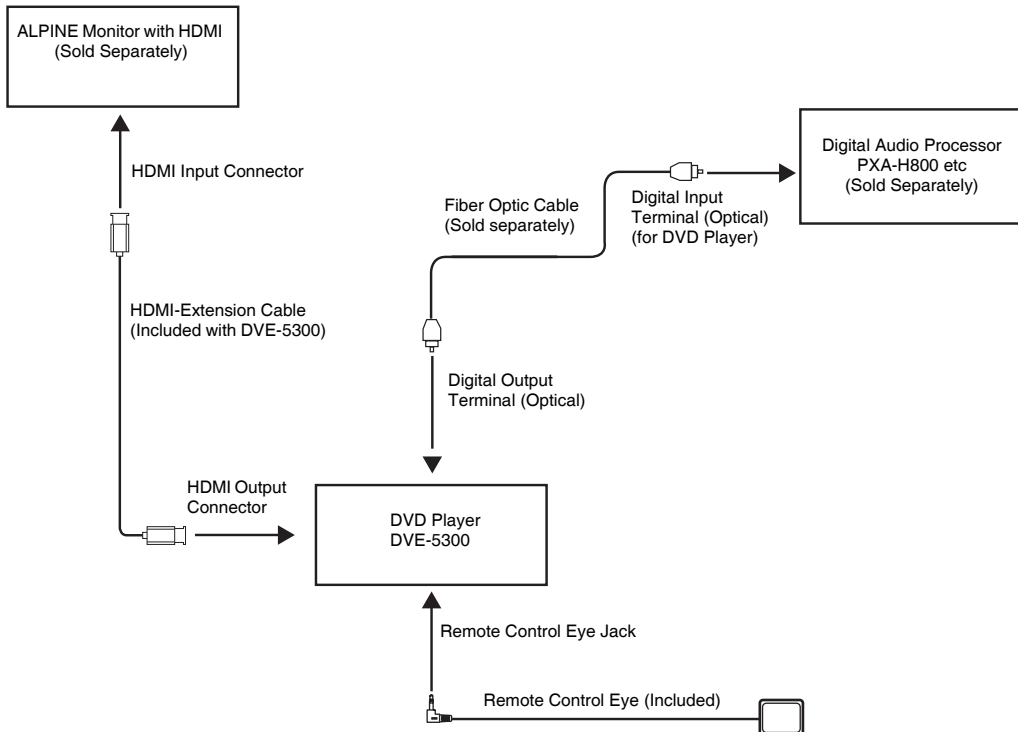 ALPINE Monitor with HDMI
(Sold Separately)
HDMI Input Connector
Digital Audio Processor
PXA-H800 etc
(Sold Separately)
Fiber Optic Cable
(Sold separately)
Digital Input
Terminal (Optical)
(for DVD Player)
HDMI-Extension Cable
(Included with DVE-5300)
Digital Output
Terminal (Optical)
HDMI Output
Connector
DVD Player
DVE-5300
Remote Control Eye Jack
Remote Control Eye (Included)